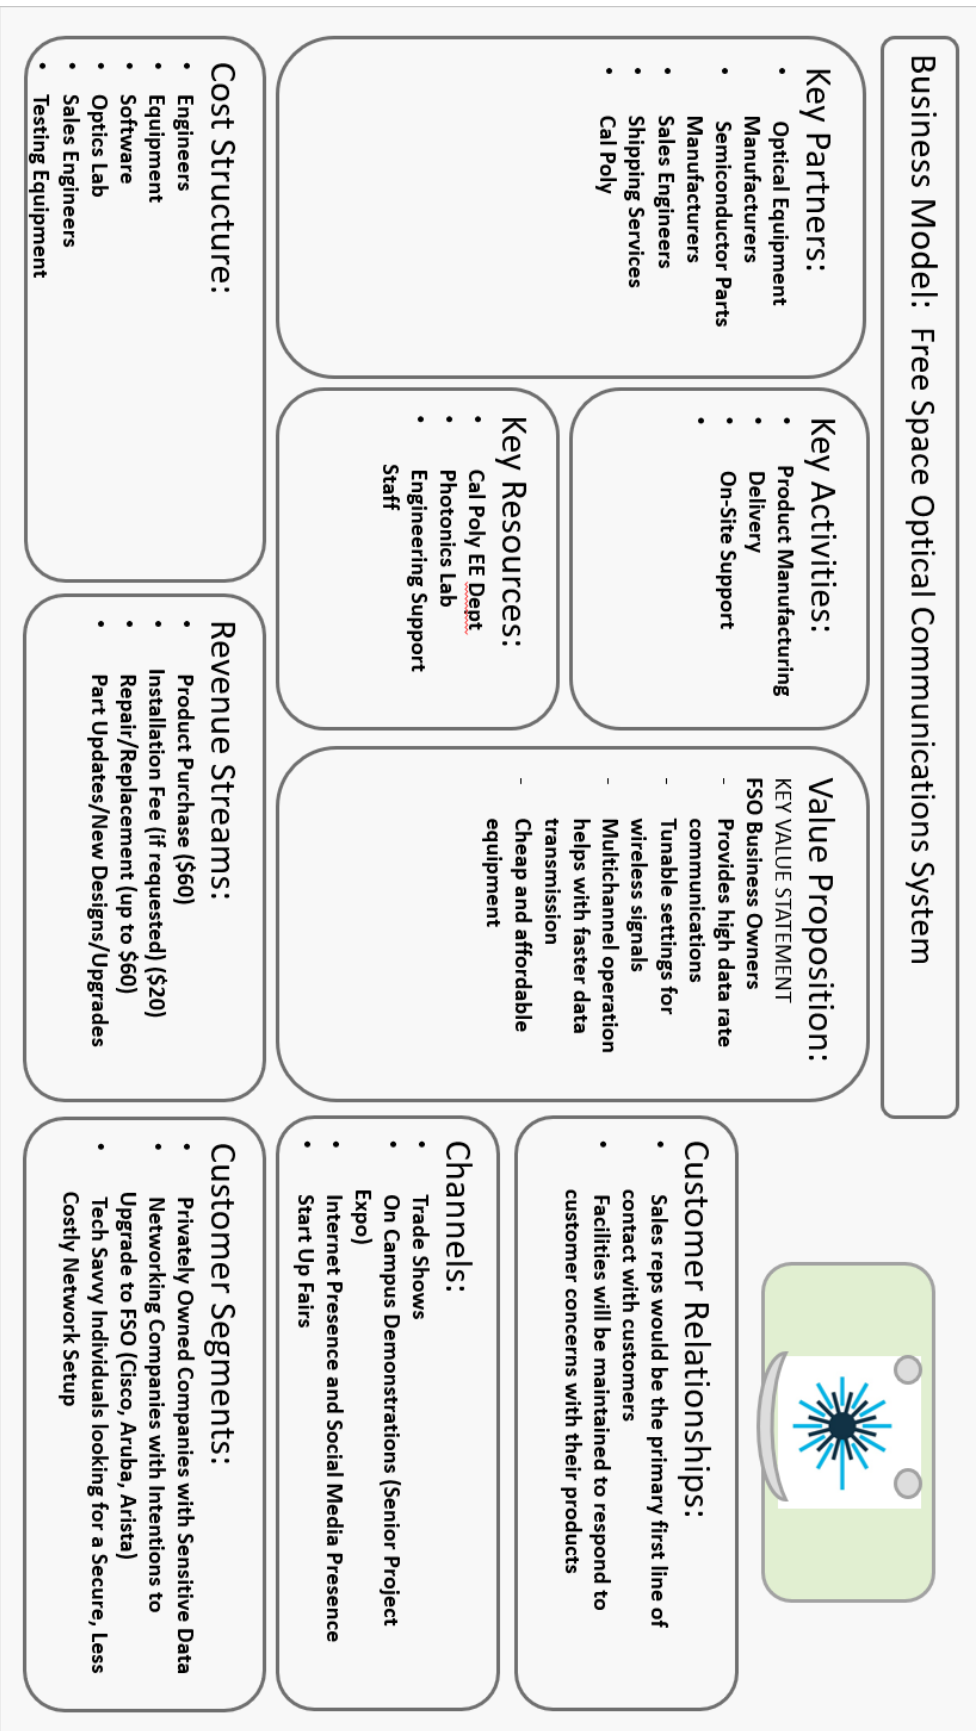 Business Model:  Free Space Optical Communications System
Key Partners:
• Optical Equipment
Manufacturers
• Semiconductor Parts
Manufacturers
• Sales Engineers
• Shipping Services
• Cal Poly
Key Activities:
• Product Manufacturing
• Delivery
• On-Site Support
•
Key Resources:
• Cal Poly EE Dept
• Photonics Lab
• Engineering Support
Staff
Value Proposition:
KEY VALUE STATEMENT
FSO Business Owners
- Provides high data rate
communications
- Tunable settings for
wireless signals
- Multichannel operation
helps with faster data
transmission
- Cheap and affordable
equipment
Customer Relationships:
• Sales reps would be the primary first line of
contact with customers
• Facilities will be maintained to respond to
customer concerns with their products
Channels:
• Trade Shows
• On Campus Demonstrations (Senior Project
Expo)
• Internet Presence and Social Media Presence
• Start Up Fairs
Cost Structure:
• Engineers
• Equipment
• Software
• Optics Lab
• Sales Engineers
• Testing Equipment
Revenue Streams:
• Product Purchase ($60)
• Installation Fee (if requested) ($20)
• Repair/Replacement (up to $60)
• Part Updates/New Designs/Upgrades
Customer Segments:
• Privately Owned Companies with Sensitive Data
• Networking Companies with Intentions to
Upgrade to FSO (Cisco, Aruba, Arista)
• Tech Savvy Individuals looking for a Secure, Less
Costly Network Setup